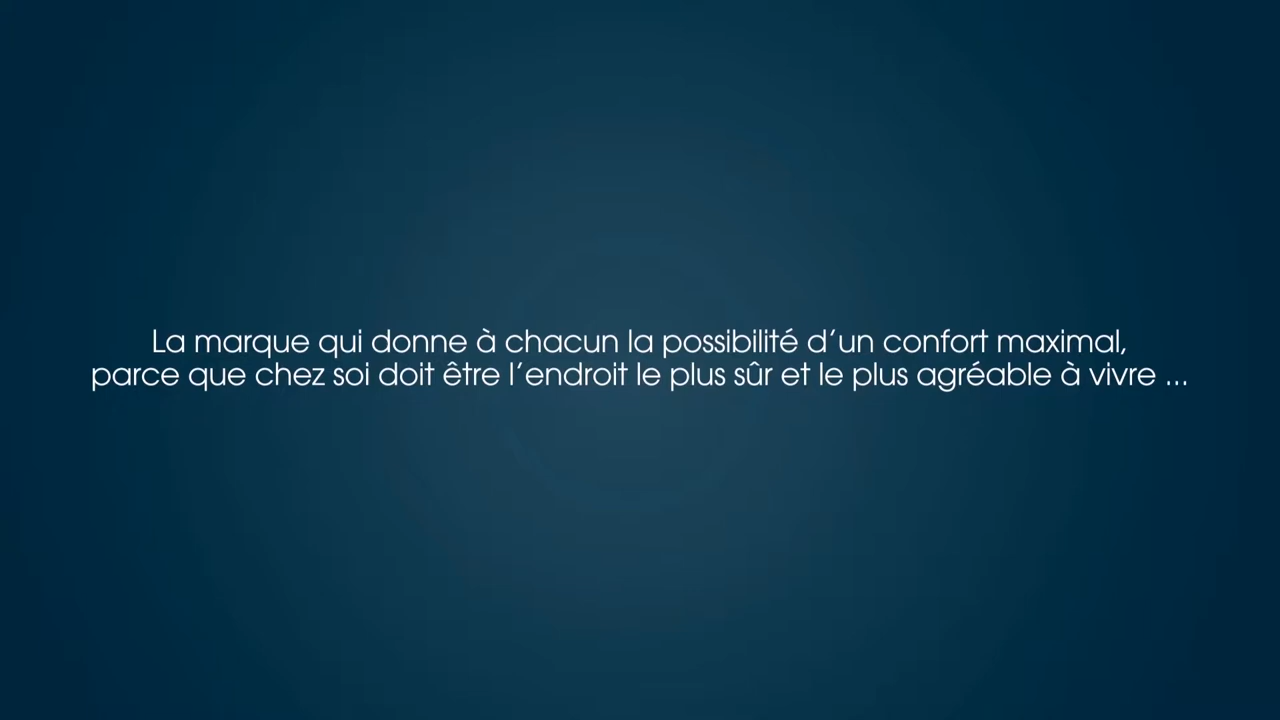 La marque qui donne à chacun la possibilité d’un confort maximal,
parce que chez soi doit être l’endroit le plus sûr et le plus agréable à vivre ...